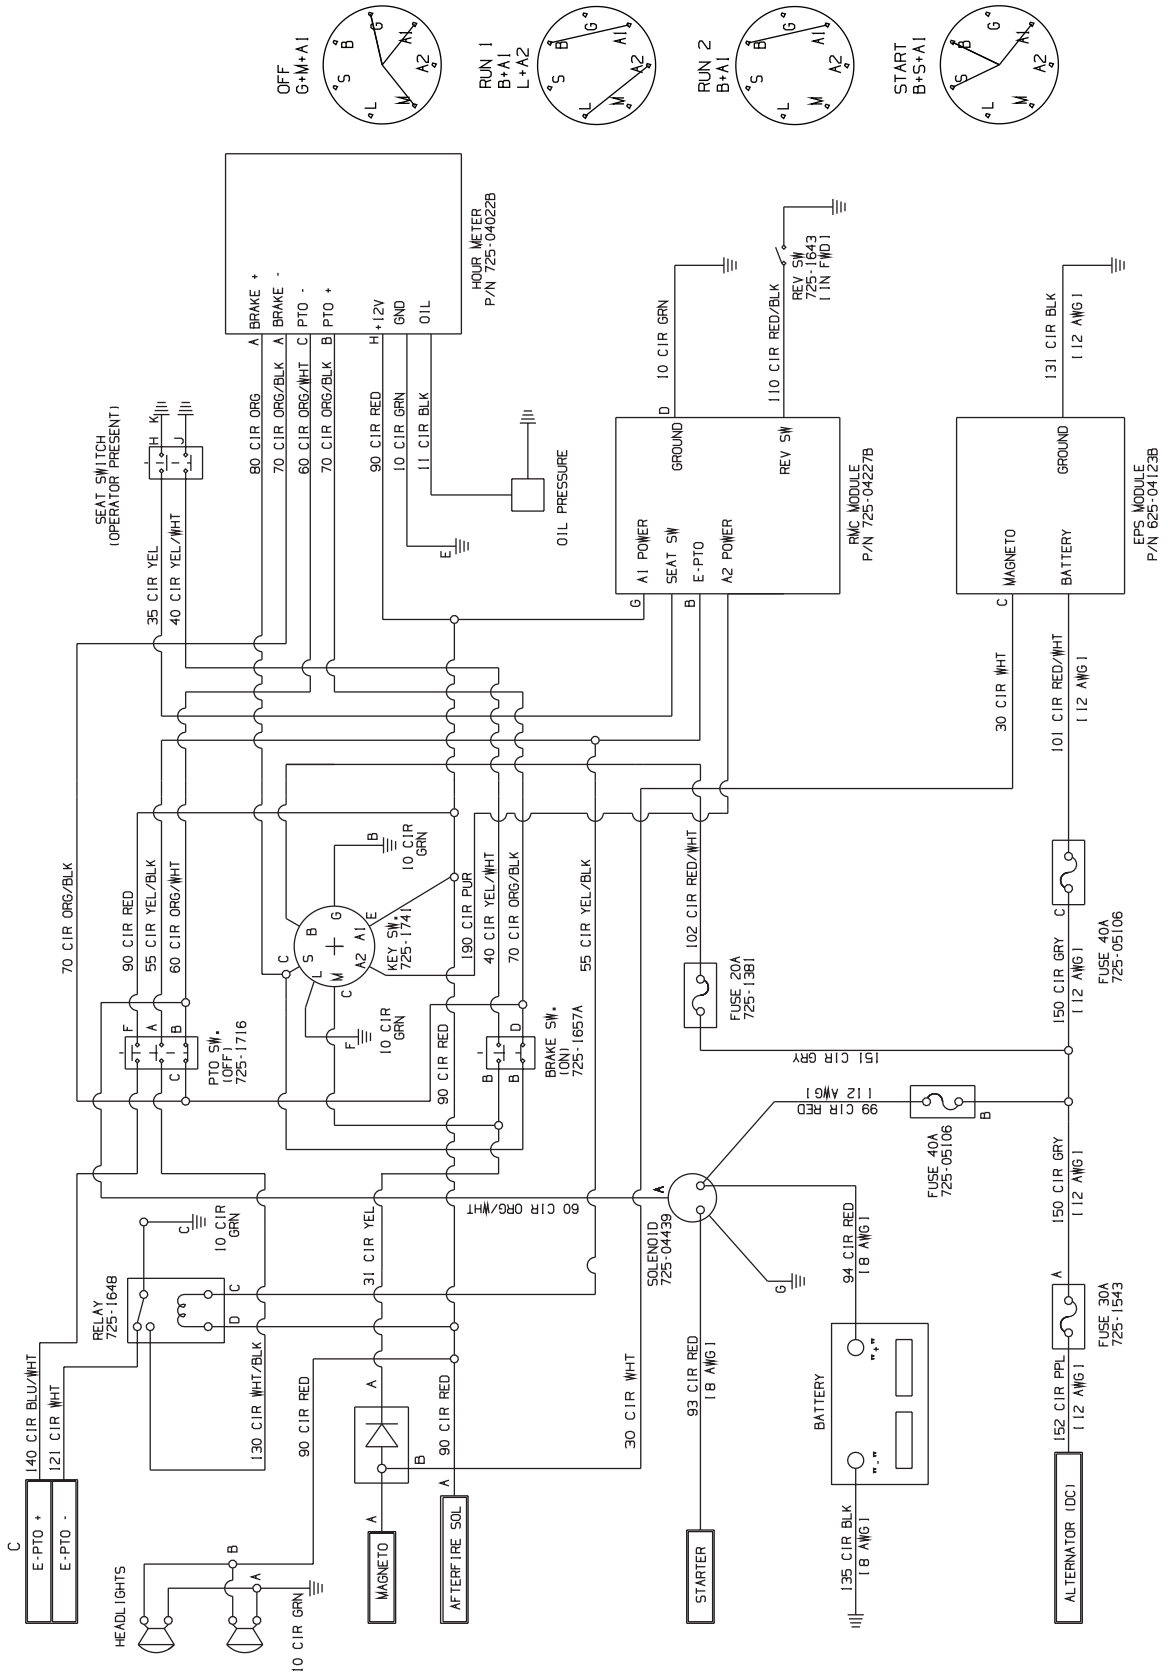 OFF
G+M+A1
G
A1
A2
M
L
S
B
RUN 1
B+A1
L+A2
G
A1
A2
M
L
S
B
RUN 2
B+A1
G
A1
A2
M
L
S
B
START
B+S+A1
G
A1
A2
M
L
S
B
HOUR METER
P/N 725-04022B
A BRAKE +
A BRAKE -
C PTO -
B PTO +
H +12V
GND
OIL
80 CIR ORG
70 CIR ORG/BLK
60 CIR ORG/WHT
70 CIR ORG/BLK
90 CIR RED
10 CIR GRN
11 CIR BLK
E
OIL PRESSURE
SEAT SWITCH
(OPERATOR PRESENT)
H K
J
35 CIR YEL
40 CIR YEL/WHT
RMC MODULE
P/N 725-04227B
GROUND
REV SW
A1 POWER
SEAT SW
E-PTO
A2 POWER
G
B
D
10 CIR GRN
110 CIR RED/BLK
REV SW
725-1643
[IN FWD]
EPS MODULE
P/N 625-04123B
GROUND
MAGNETO
BATTERY
C
131 CIR BLK
[12 AWG]
30 CIR WHT
101 CIR RED/WHT
[12 AWG]
70 CIR ORG/BLK
90 CIR RED
55 CIR YEL/BLK
60 CIR ORG/WHT
F
A
B
C
PTO SW.
(OFF)
725-1716
KEY SW.
725-1741
C
S
B
G
L
M
A2
A1
E
C
B
10 CIR
GRN
F
10 CIR
GRN
190 CIR PUR
40 CIR YEL/WHT
70 CIR ORG/BLK
55 CIR YEL/BLK
90 CIR RED
B
B
D
BRAKE SW.
(ON)
725-1657A
102 CIR RED/WHT
FUSE 20A
725-1381
151 CIR GRY
C
FUSE 40A
725-05106
150 CIR GRY
[12 AWG]
99 CIR RED
[12 AWG]
B
FUSE 40A
725-05106
150 CIR GRY
[12 AWG]
A
FUSE 30A
725-1543
152 CIR PPL
[12 AWG]
ALTERNATOR (DC)
RELAY
725-1648
C
10 CIR
GRN
C
D
31 CIR YEL
60 CIR ORG/WHT
A
SOLENOID
725-04439
G
94 CIR RED
[8 AWG]
93 CIR RED
[8 AWG]
BATTERY
"+"
"-"
135 CIR BLK
[8 AWG]
STARTER
C
E-PTO +
E-PTO -
140 CIR BLU/WHT
121 CIR WHT
130 CIR WHT/BLK
90 CIR RED
HEADLIGHTS
B
A
10 CIR GRN
MAGNETO
A
B
A
30 CIR WHT
AFTERFIRE SOL
A
90 CIR RED